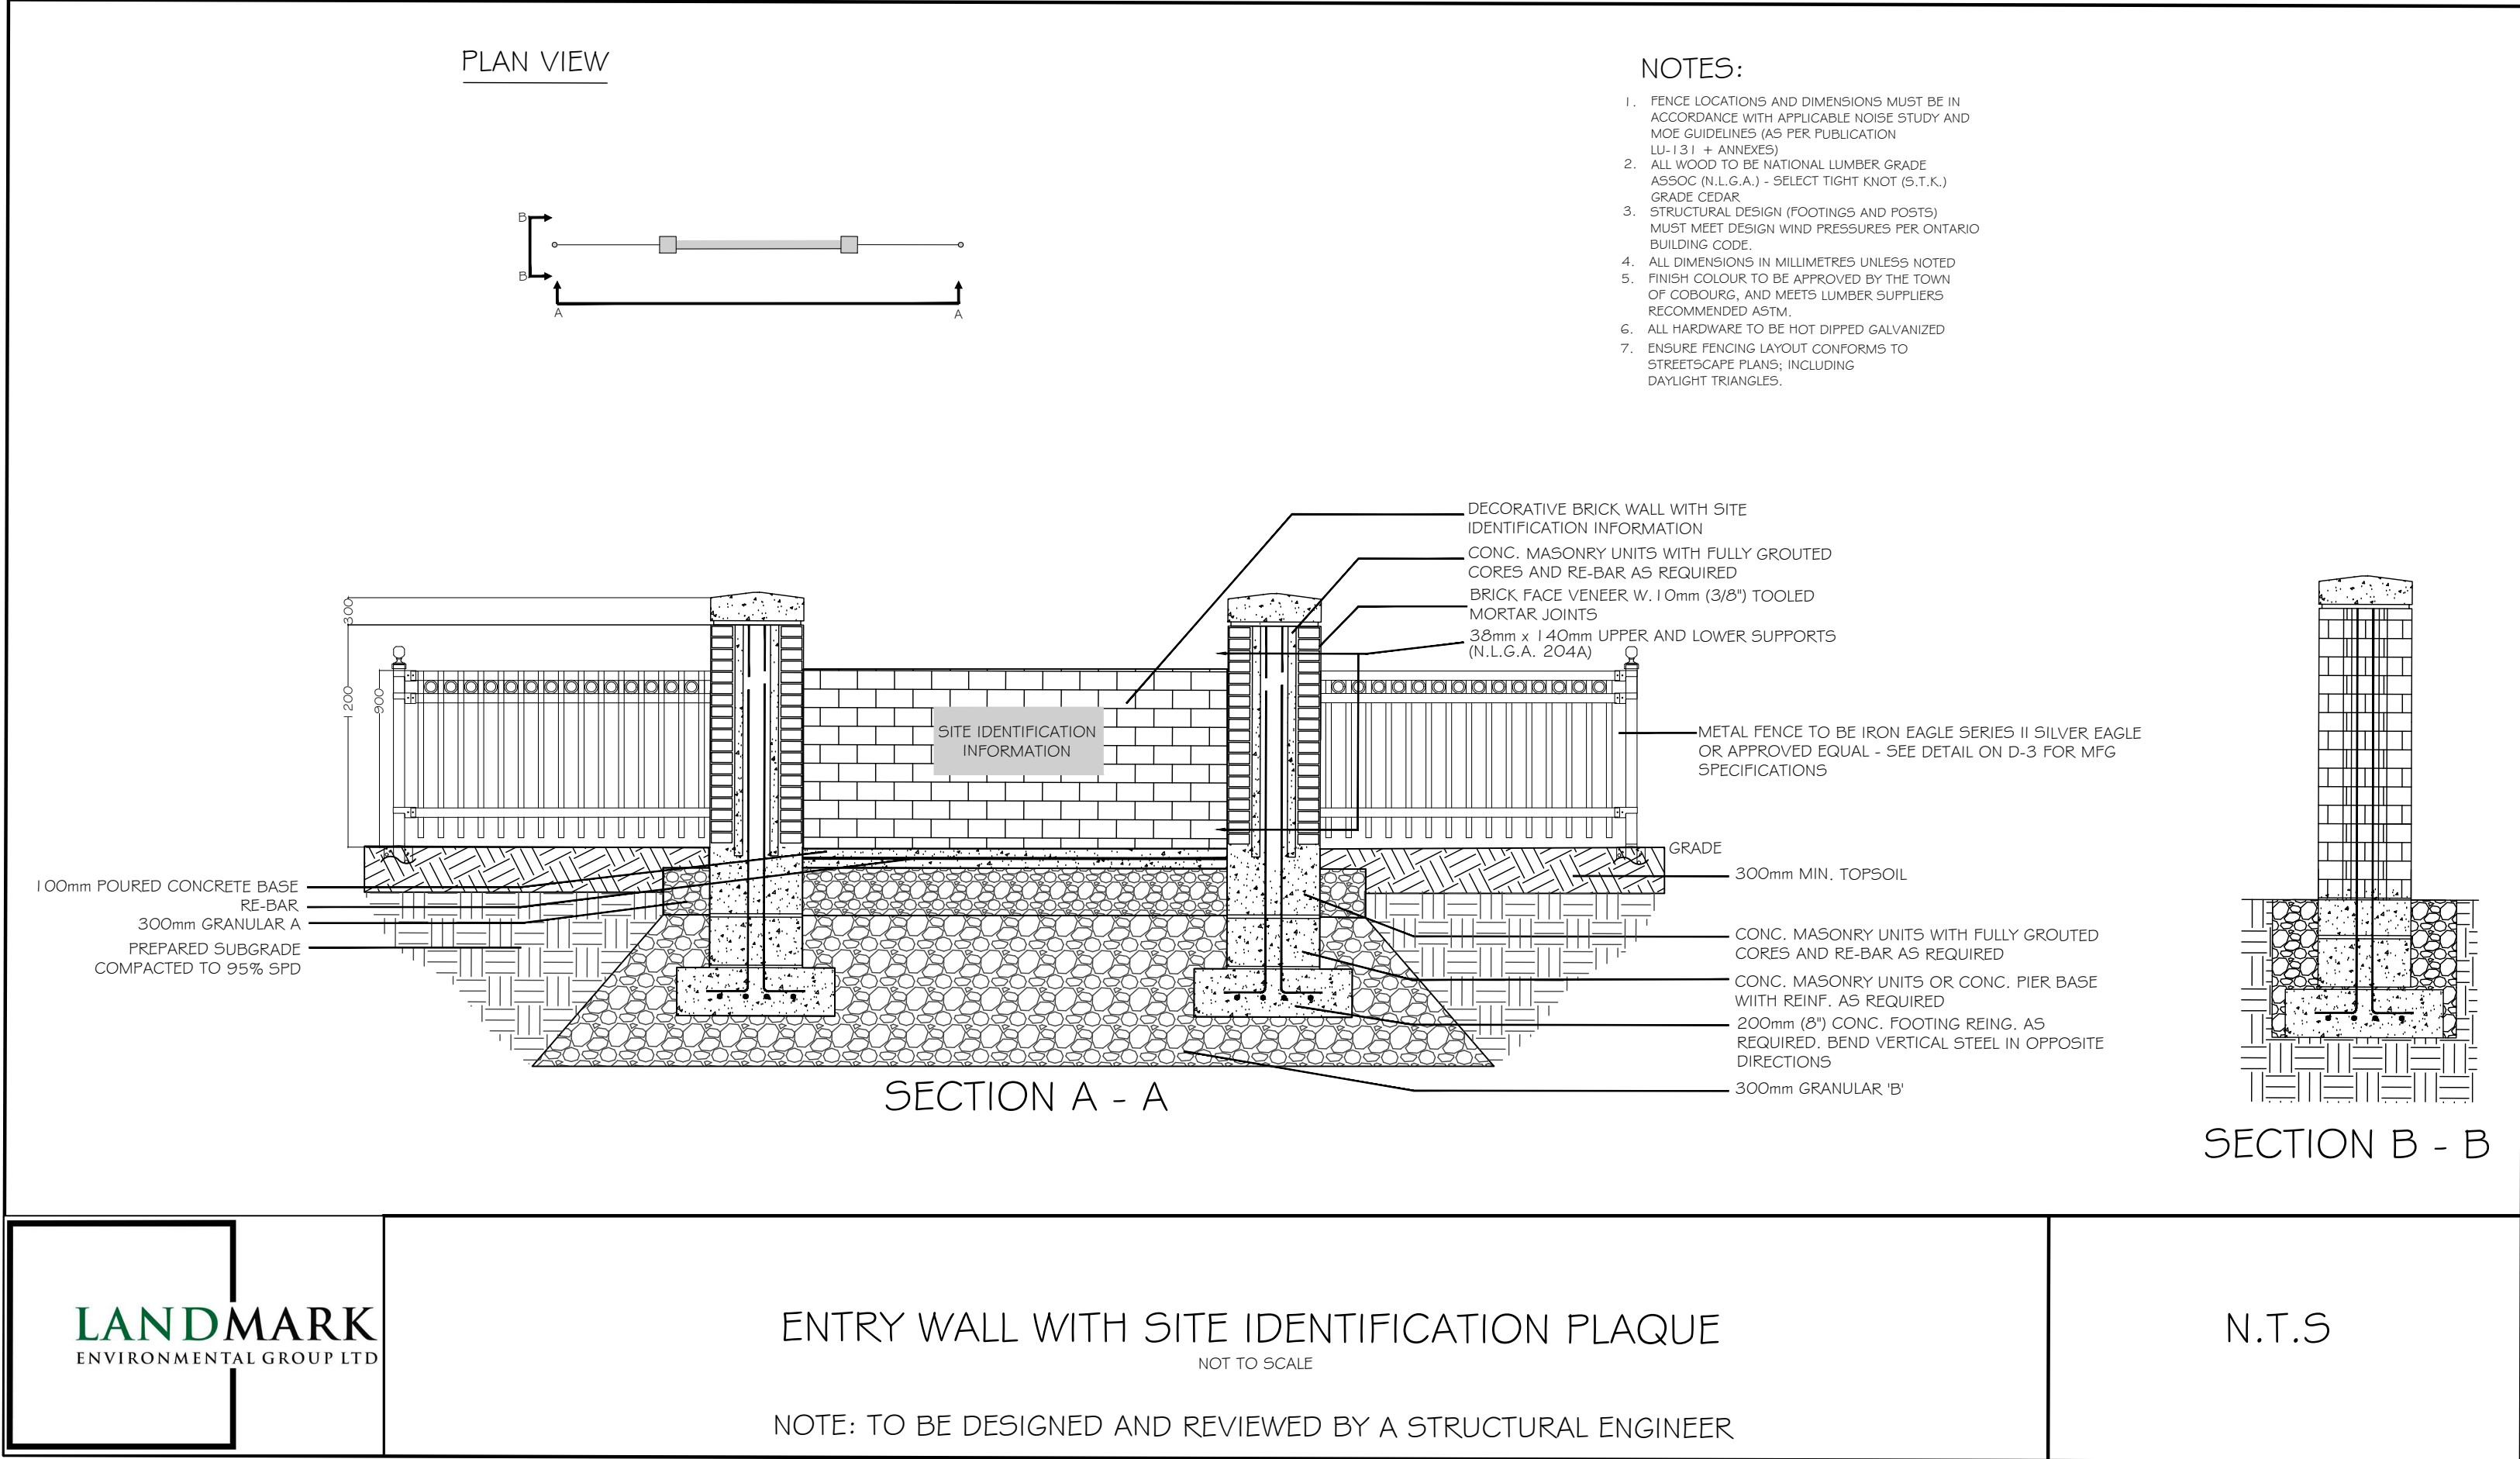 PLAN VIEW
B
B
A
A
NOTES:
1. FENCE LOCATIONS AND DIMENSIONS MUST BE IN
ACCORDANCE WITH APPLICABLE NOISE STUDY AND
MOE GUIDELINES (AS PER PUBLICATION
LU-131 + ANNEXES)
2. ALL WOOD TO BE NATIONAL LUMBER GRADE
ASSOC (N.L.G.A.) - SELECT TIGHT KNOT (S.T.K.)
GRADE CEDAR
3. STRUCTURAL DESIGN (FOOTINGS AND POSTS)
MUST MEET DESIGN WIND PRESSURES PER ONTARIO
BUILDING CODE.
4. ALL DIMENSIONS IN MILLIMETRES UNLESS NOTED
5. FINISH COLOUR TO BE APPROVED BY THE TOWN
OF COBOURG, AND MEETS LUMBER SUPPLIERS
RECOMMENDED ASTM.
6. ALL HARDWARE TO BE HOT DIPPED GALVANIZED
7. ENSURE FENCING LAYOUT CONFORMS TO
STREETSCAPE PLANS; INCLUDING
DAYLIGHT TRIANGLES.
DECORATIVE BRICK WALL WITH SITE
IDENTIFICATION INFORMATION
CONC. MASONRY UNITS WITH FULLY GROUTED
CORES AND RE-BAR AS REQUIRED
BRICK FACE VENEER W. 10mm (3/8") TOOLED
MORTAR JOINTS
38mm x 140mm UPPER AND LOWER SUPPORTS
(N.L.G.A. 204A)
300
1200
900
SITE IDENTIFICATION
INFORMATION
METAL FENCE TO BE IRON EAGLE SERIES II SILVER EAGLE
OR APPROVED EQUAL - SEE DETAIL ON D-3 FOR MFG
SPECIFICATIONS
GRADE
300mm MIN. TOPSOIL
100mm POURED CONCRETE BASE
RE-BAR
300mm GRANULAR A
PREPARED SUBGRADE
COMPACTED TO 95% SPD
CONC. MASONRY UNITS WITH FULLY GROUTED
CORES AND RE-BAR AS REQUIRED
CONC. MASONRY UNITS OR CONC. PIER BASE
WIITH REINF. AS REQUIRED
200mm (8") CONC. FOOTING REING. AS
REQUIRED. BEND VERTICAL STEEL IN OPPOSITE
DIRECTIONS
300mm GRANULAR 'B'
SECTION A - A
SECTION B - B
LANDMARK
ENVIRONMENTAL GROUP LTD
ENTRY WALL WITH SITE IDENTIFICATION PLAQUE
NOT TO SCALE
NOTE: TO BE DESIGNED AND REVIEWED BY A STRUCTURAL ENGINEER
N.T.S